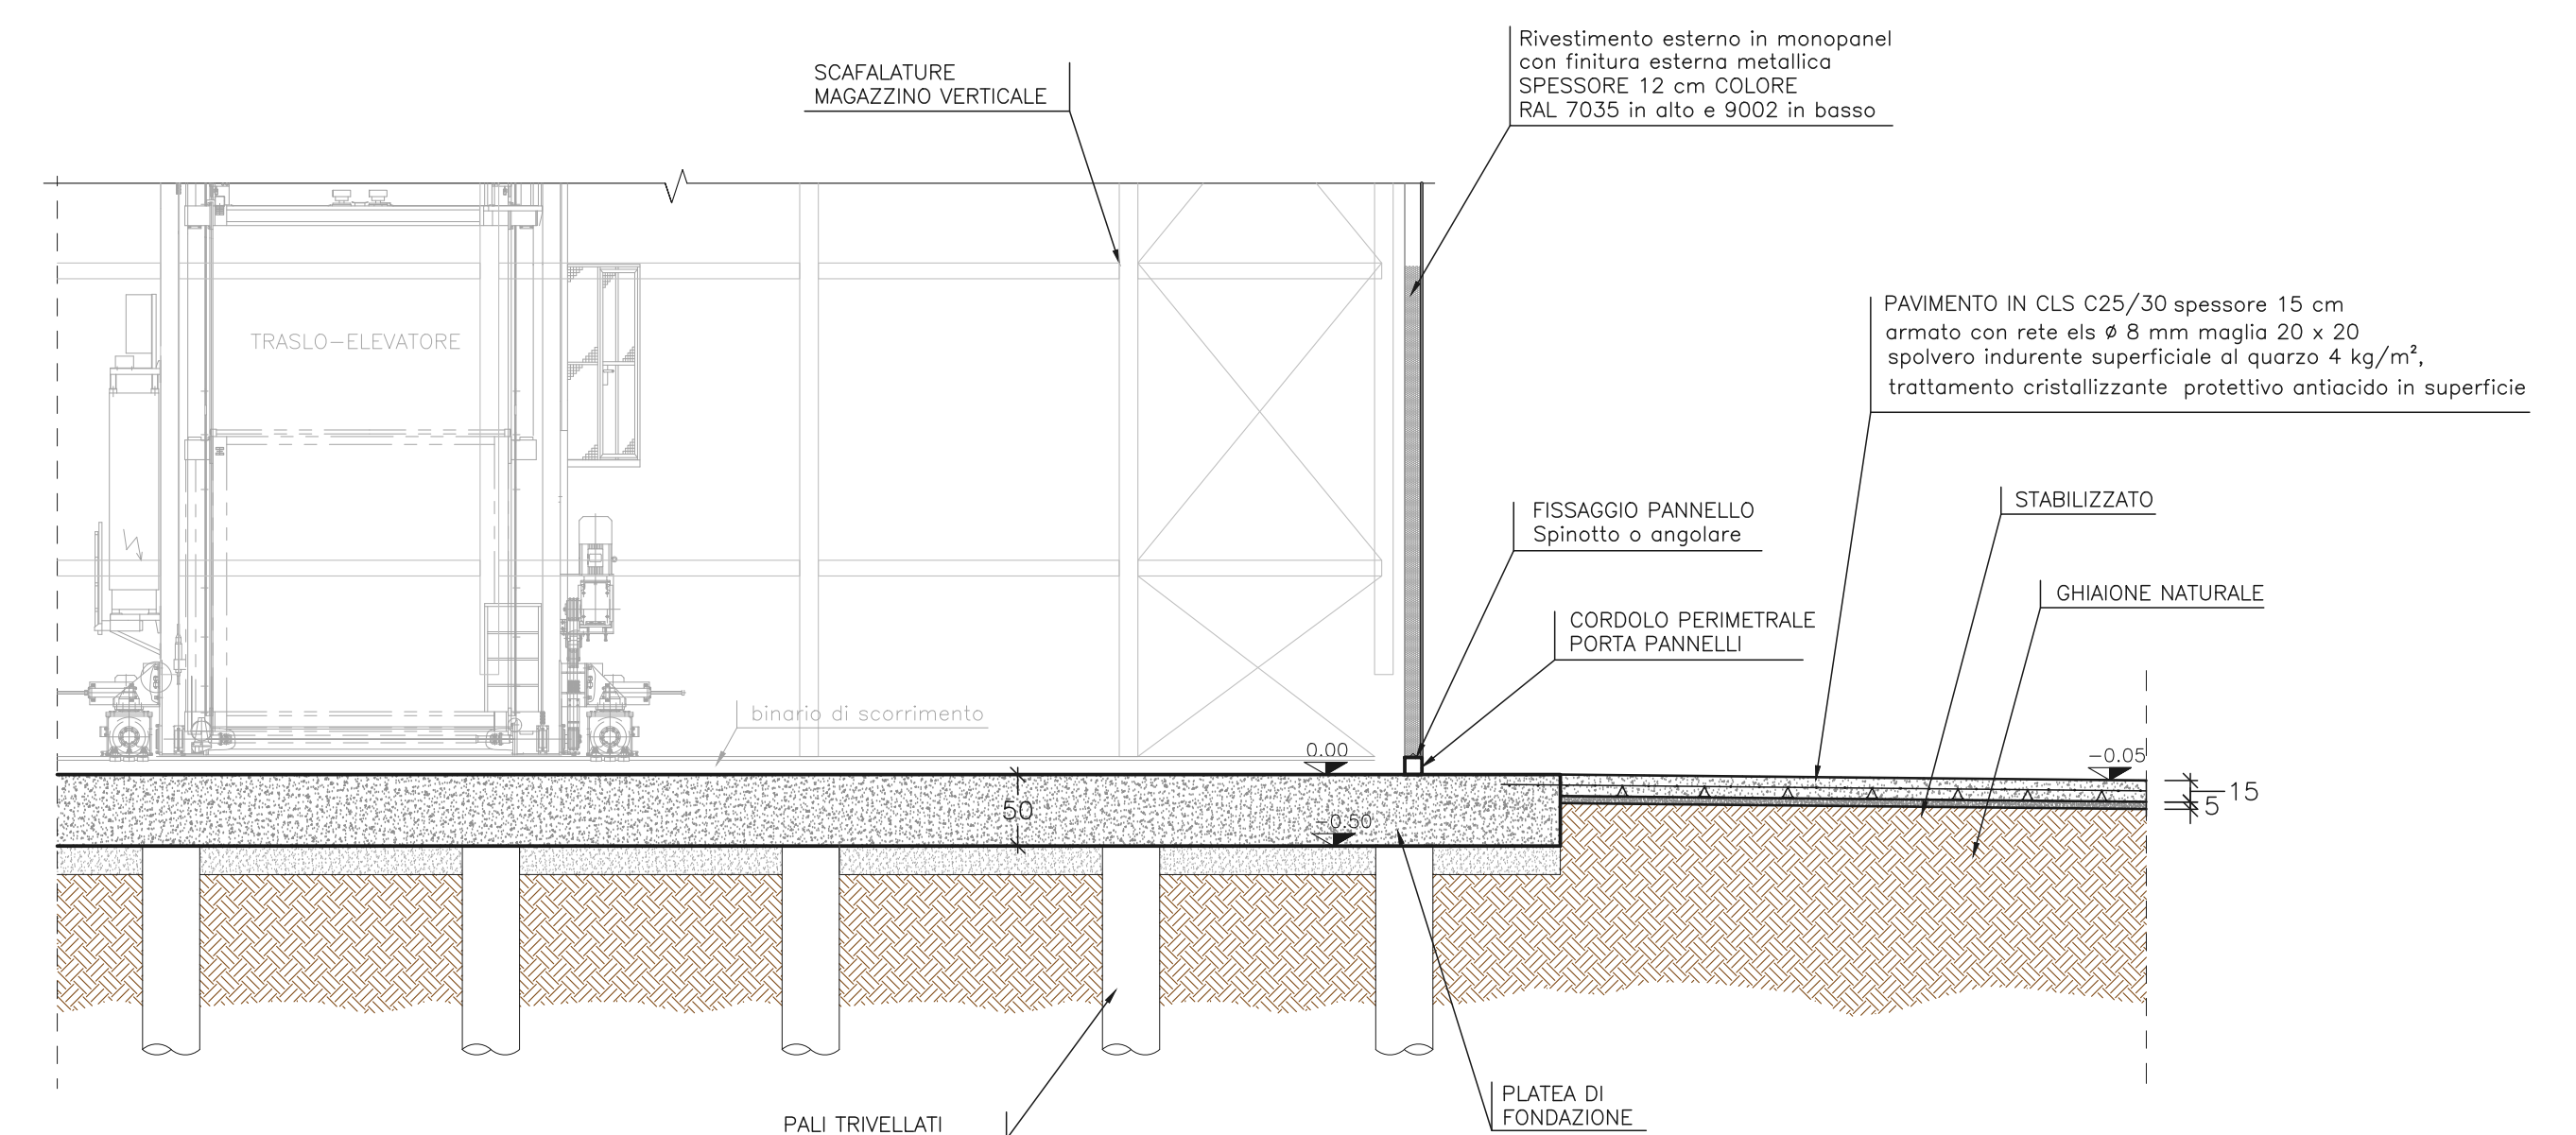 Rivestimento esterno in monopanel
con finitura esterna metallica
SPESSORE 12 cm COLORE
RAL 7035 in alto e 9002 in basso
SCAFALATURE
MAGAZZINO VERTICALE
PAVIMENTO IN CLS C25/30 spessore 15 cm
armato con rete els ø 8 mm maglia 20 x 20
spolvero indurente superficiale al quarzo 4 kg/m²,
trattamento cristallizzante protettivo antiacido in superficie
TRASLO-ELEVATORE
STABILIZZATO
FISSAGGIO PANNELLO
Spinotto o angolare
GHIAIONE NATURALE
CORDOLO PERIMETRALE
PORTA PANNELLI
binario di scorrimento
0.00
-0.05
15
5
50
-0.50
PLATEA DI
FONDAZIONE
PALI TRIVELLATI